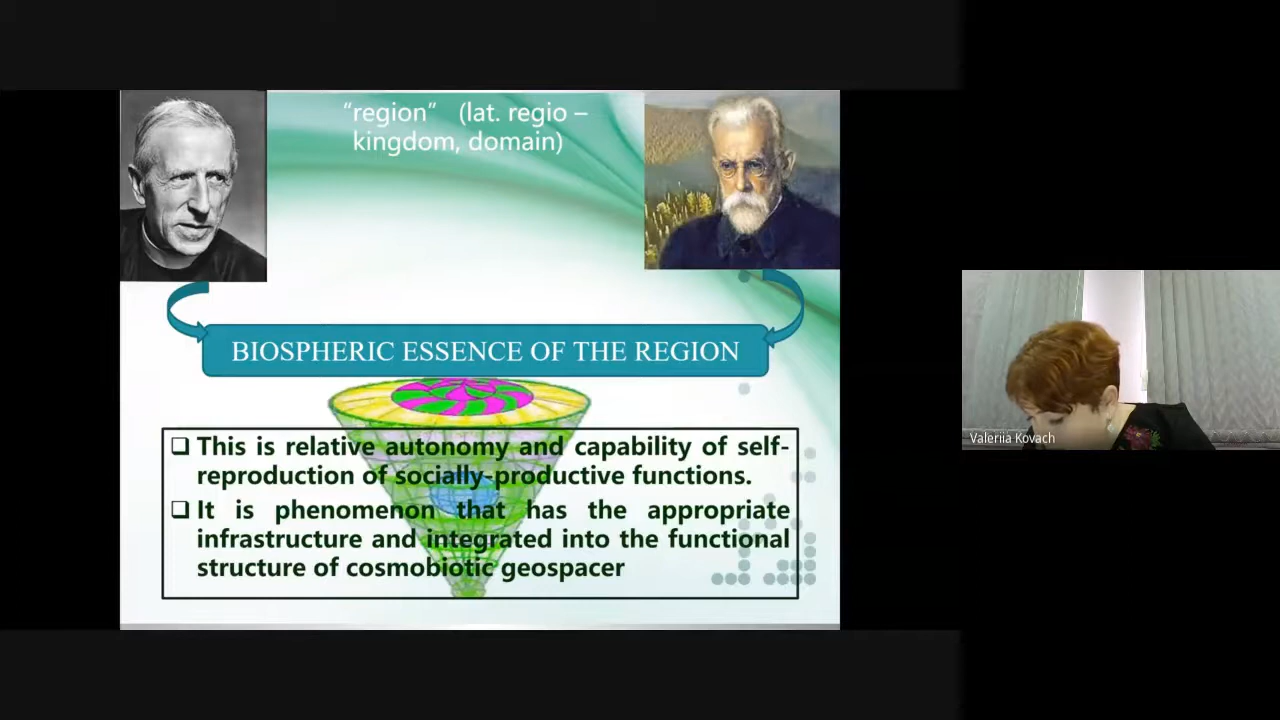 “region” (lat. regio –
kingdom, domain)
BIOSPHERIC ESSENCE OF THE REGION
❑ This is relative autonomy and capability of self-
reproduction of socially-productive functions.
❑ It is phenomenon that has the appropriate
infrastructure and integrated into the functional
structure of cosmobiotic geospacer
Valeriia Kovach